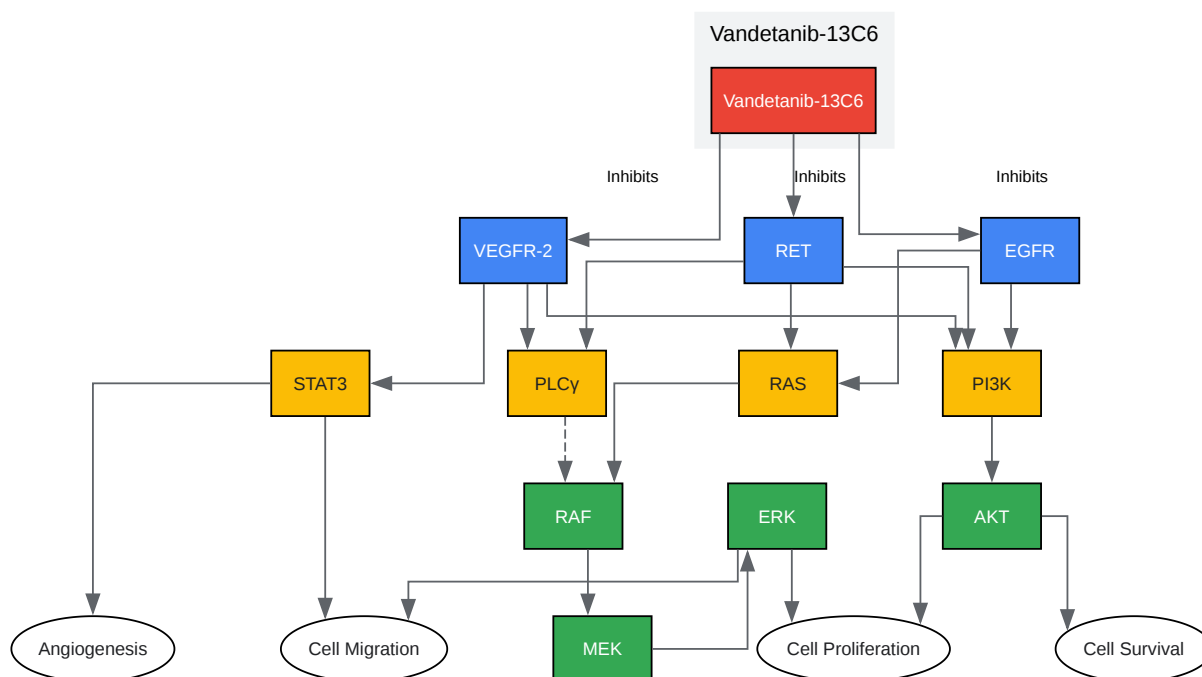 Vandetanib-13C6
Vandetanib-13C6
Inhibits
Inhibits
Inhibits
VEGFR-2
RET
EGFR
STAT3
PLCγ
RAS
PI3K
RAF
ERK
AKT
Angiogenesis
Cell Migration
MEK
Cell Proliferation
Cell Survival